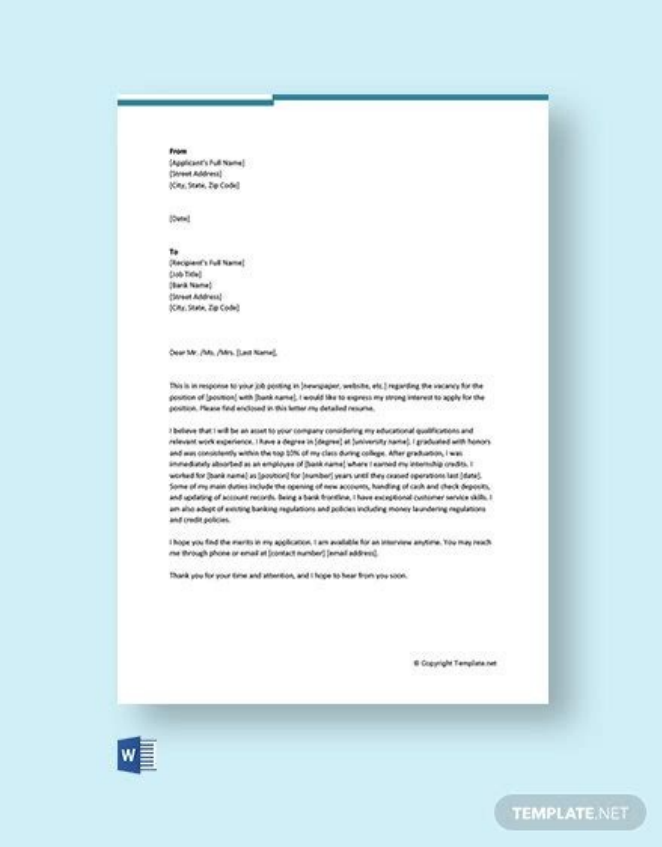 From
[Applicant's Full Name]
[Street Address]
[City, State, Zip Code]
[Date]
To
[Recipient's Full Name]
[Job Title]
[Bank Name]
[Street Address]
[City, State, Zip Code]
Dear Mr. /Ms. /Mrs. [Last Name],
This is in response to your job posting in [newspaper, website, etc.] regarding the vacancy for the
position of [position] with [bank name]. I would like to express my strong interest to apply for the
position. Please find enclosed in this letter my detailed resume.
I believe that I will be an asset to your company considering my educational qualifications and
relevant work experience. I have a degree in [degree] at [university name]. I graduated with honors
and was consistently within the top 10% of my class during college. After graduation, I was
immediately absorbed as an employee of [bank name] where I earned my internship credits. I
worked for [bank name] as [position] for [number] years until they ceased operations last [date].
Some of my main duties include the opening of new accounts, handling of cash and check deposits,
and updating of account records. Being a bank frontline, I have exceptional customer service skills. I
am also adept of existing banking regulations and policies including money laundering regulations
and credit policies.
I hope you find the merits in my application. I am available for an interview anytime. You may reach
me through phone or email at [contact number] [email address].
Thank you for your time and attention, and I hope to hear from you soon.
© Copyright Template.net
W
TEMPLATE.NET